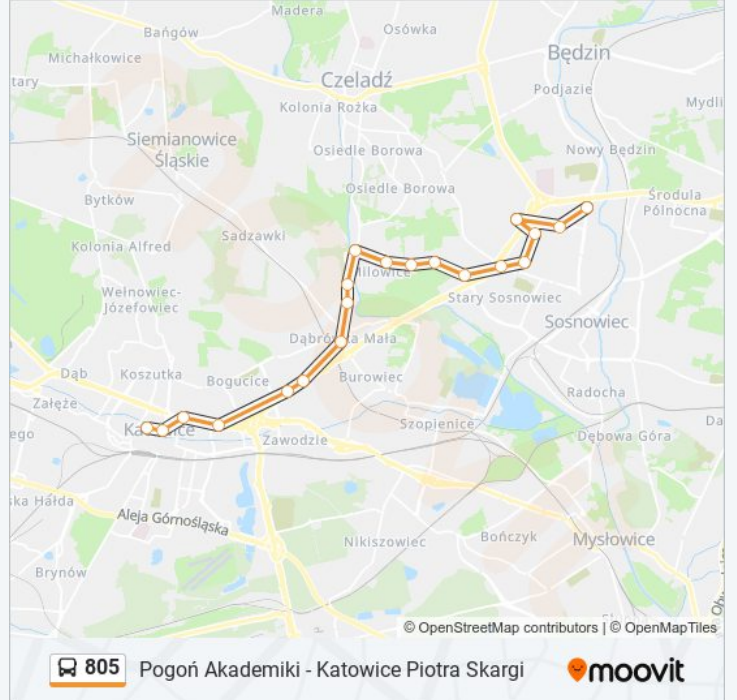 Madera
Bańgów
Osówka
Michałkowice
Będzin
tary
Czeladź
Podjazie
Kolonia Rożka
Mydli
Siemianowice
Śląskie
Osiedle Borowa
Nowy Będzin
Osiedle Borowa
Środula
Północna
Bytków
Sadzawki
Kolonia Alfred
Milowice
Wełnowiec-
Józefowiec
Stary Sosnowiec
Sosnowiec
Dąbrówka Mała
Dąb
Koszutka
Bogucice
Burowiec
Radocha
Załęże
Szopienice
Da
ego
Katowice
Zawodzie
Dębowa Góra
ska Hałda
Aleja Górnośląska
Nikiszowiec
Bończyk
Mysłowice
Brynów
© OpenStreetMap contributors | © OpenMapTiles
805 Pogoń Akademiki - Katowice Piotra Skargi
moovit